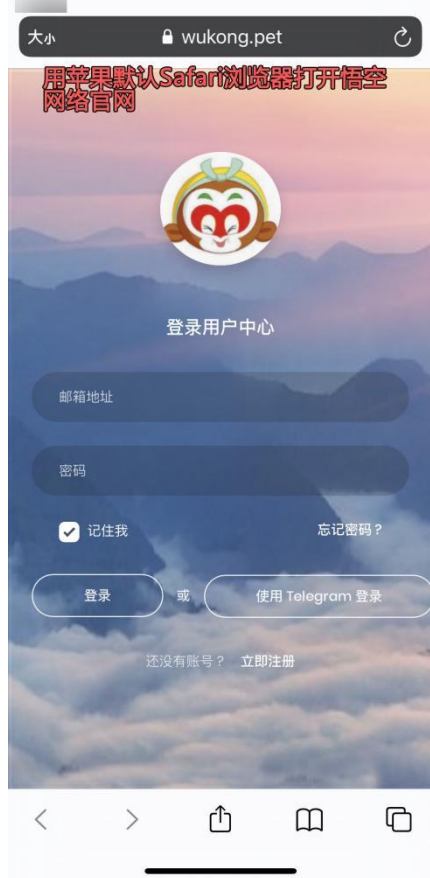 大小 wukong.pet
用苹果默认Safari浏览器打开悟空
网络官网
登录用户中心
邮箱地址
密码
记住我 忘记密码？
登录 或 使用 Telegram 登录
还没有账号？ 立即注册